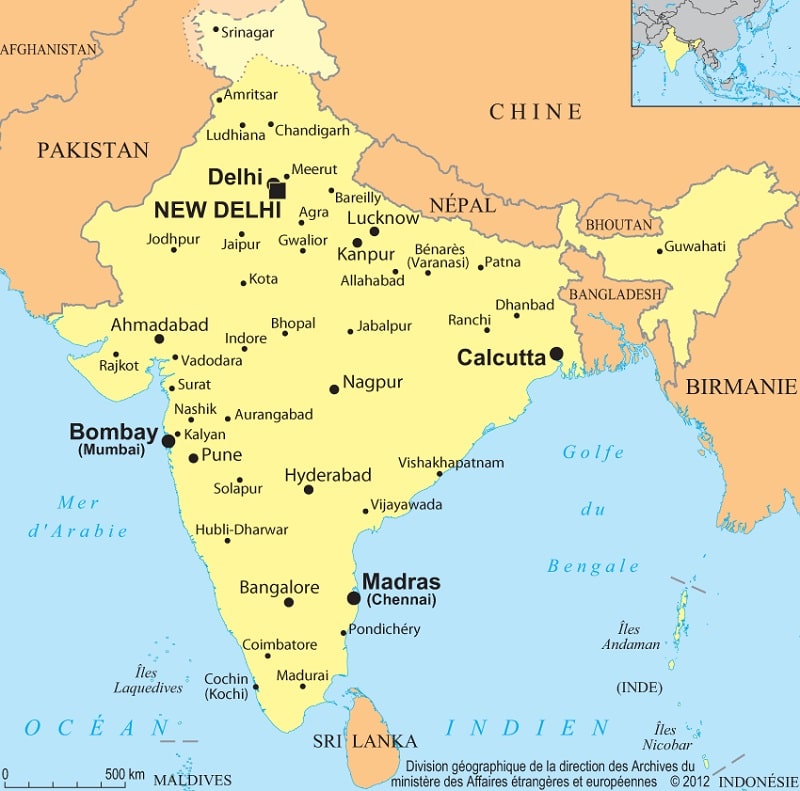 Srinagar
AFGHANISTAN
Amritsar
Ludhiana
Chandigarh
CHINE
PAKISTAN
Delhi
Meerut
NEW DELHI
Bareilly
Agra
Lucknow
NÉPAL
BHOUTAN
Jodhpur
Jaipur
Gwalior
Kanpur
Bénarès
(Varanasi)
Patna
Guwahati
Kota
Allahabad
BANGLADESH
Dhanbad
Ranchi
Ahmadabad
Indore
Bhopal
Jabalpur
Rajkot
Vadodara
Calcutta
Surat
Nagpur
BIRMANIE
Nashik
Aurangabad
Bombay
(Mumbai)
Kalyan
Pune
Solapur
Hyderabad
Vishakhapatnam
Golfe
du
Bengale
Mer
d'Arabie
Vijayawada
Hubli-Dharwar
Bangalore
Madras
(Chennai)
Pondichéry
Coimbatore
Îles
Andaman
Îles
Laquedives
Cochin
(Kochi)
Madurai
(INDE)
OCÉAN INDIEN
Îles
Nicobar
SRI LANKA
0 500 km
MALDIVES
Division géographique de la direction des Archives du
ministère des Affaires étrangères et européennes © 2012
INDONÉSIE